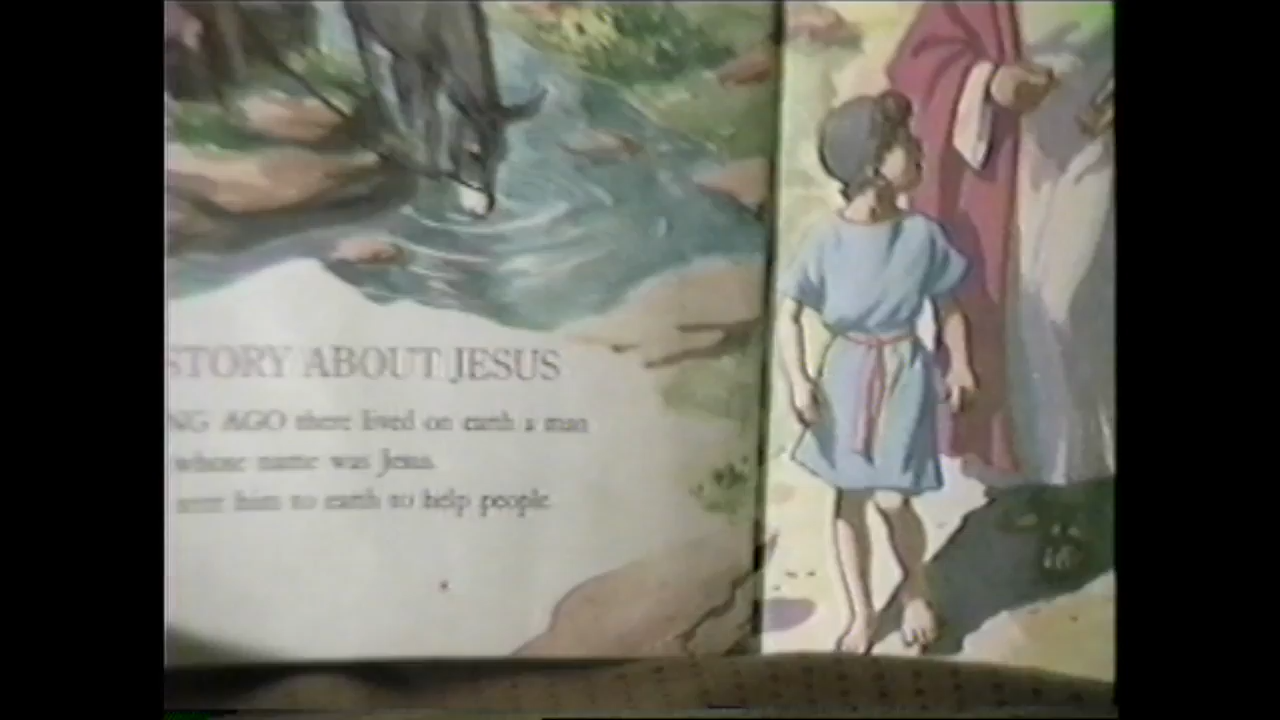 STORY ABOUT JESUS
NG AGO there lived on earth a man
whose name was Jesus.
sent him to earth to help people.